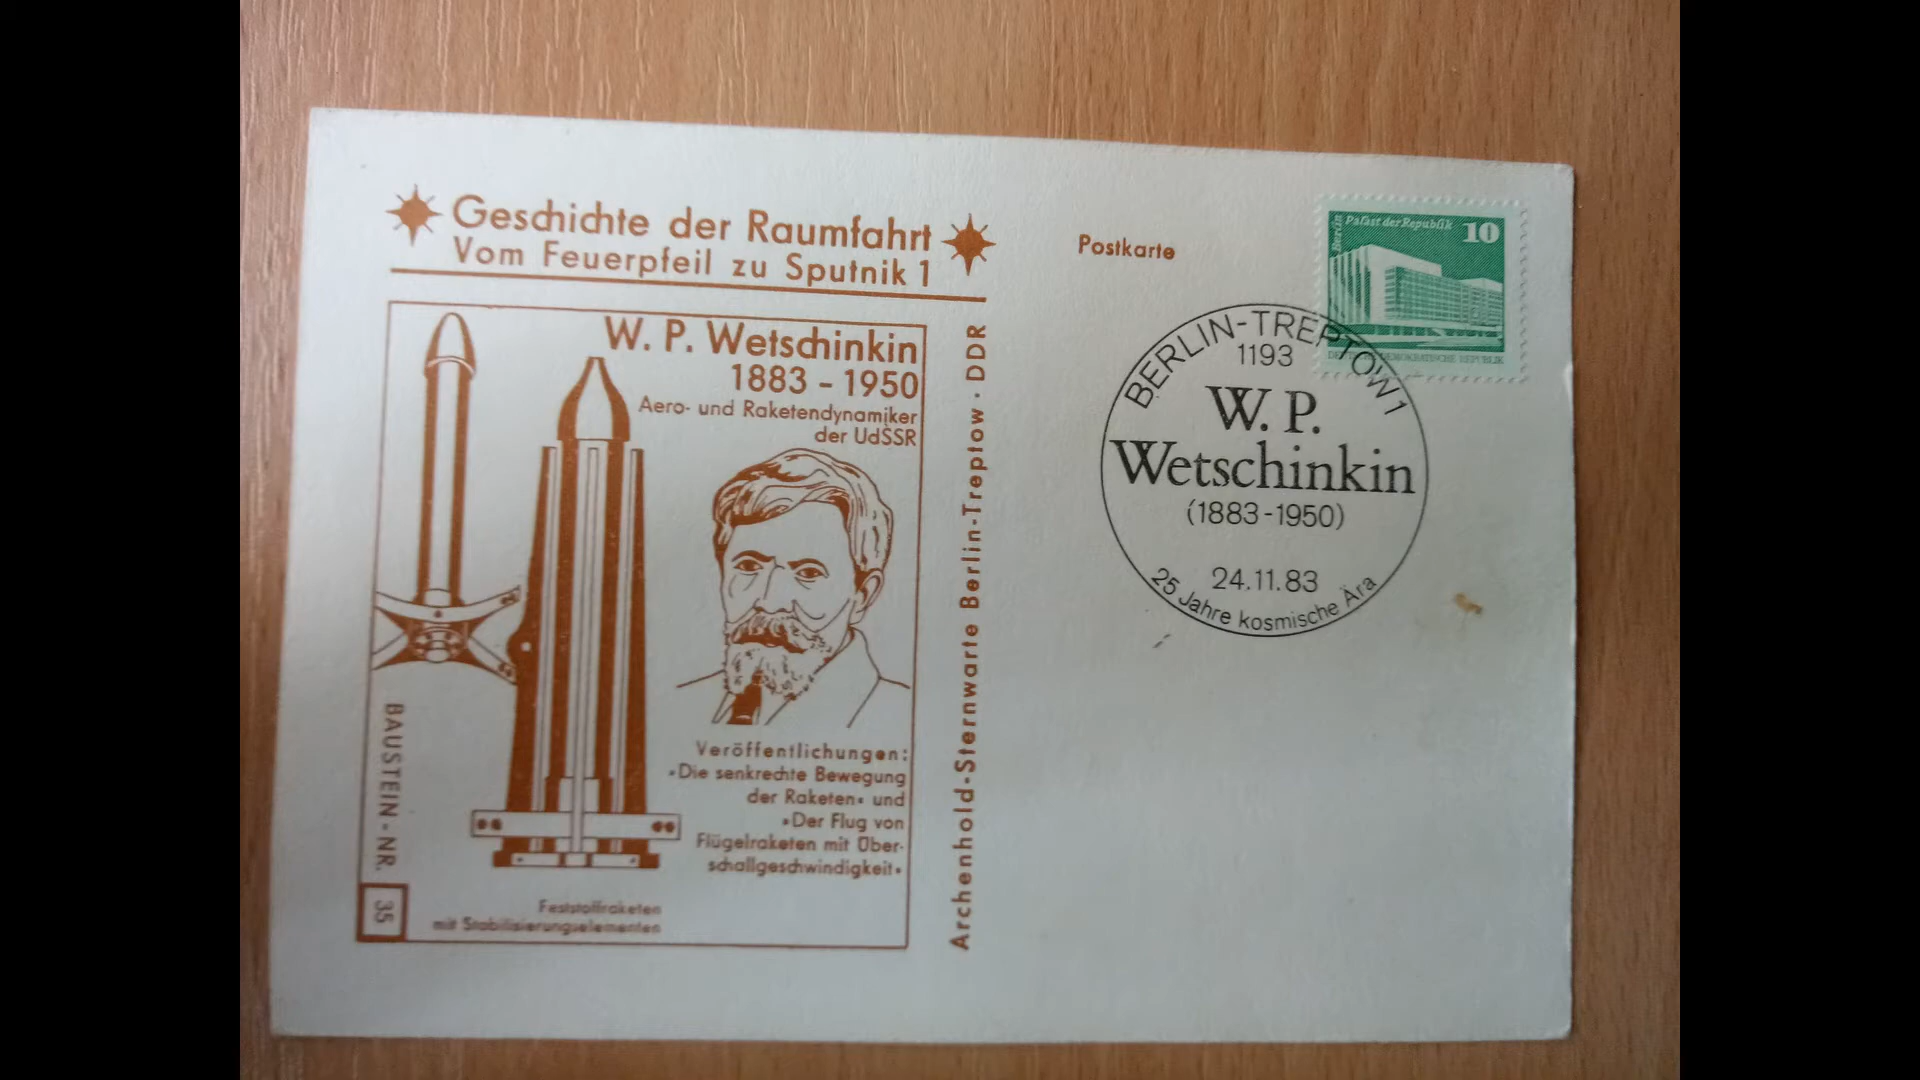 Geschichte der Raumfahrt
Vom Feuerpfeil zu Sputnik 1
W. P. Wetschinkin
1883 - 1950
Aero- und Raketendynamiker
der UdSSR
Veröffentlichungen:
»Die senkrechte Bewegung
der Raketen« und
»Der Flug von
Flügelraketen mit Über-
schallgeschwindigkeit«
Feststoffraketen
mit Stabilisierungselementen
BAUSTEIN-NR.
35
Archenhold-Sternwarte Berlin-Treptow · DDR
Postkarte
Berlin
Palast der Republik
10
DEUTSCHE DEMOKRATISCHE REPUBLIK
BERLIN-TREPTOW 1
1193
W. P.
Wetschinkin
(1883-1950)
24.11.83
25 Jahre kosmische Ära